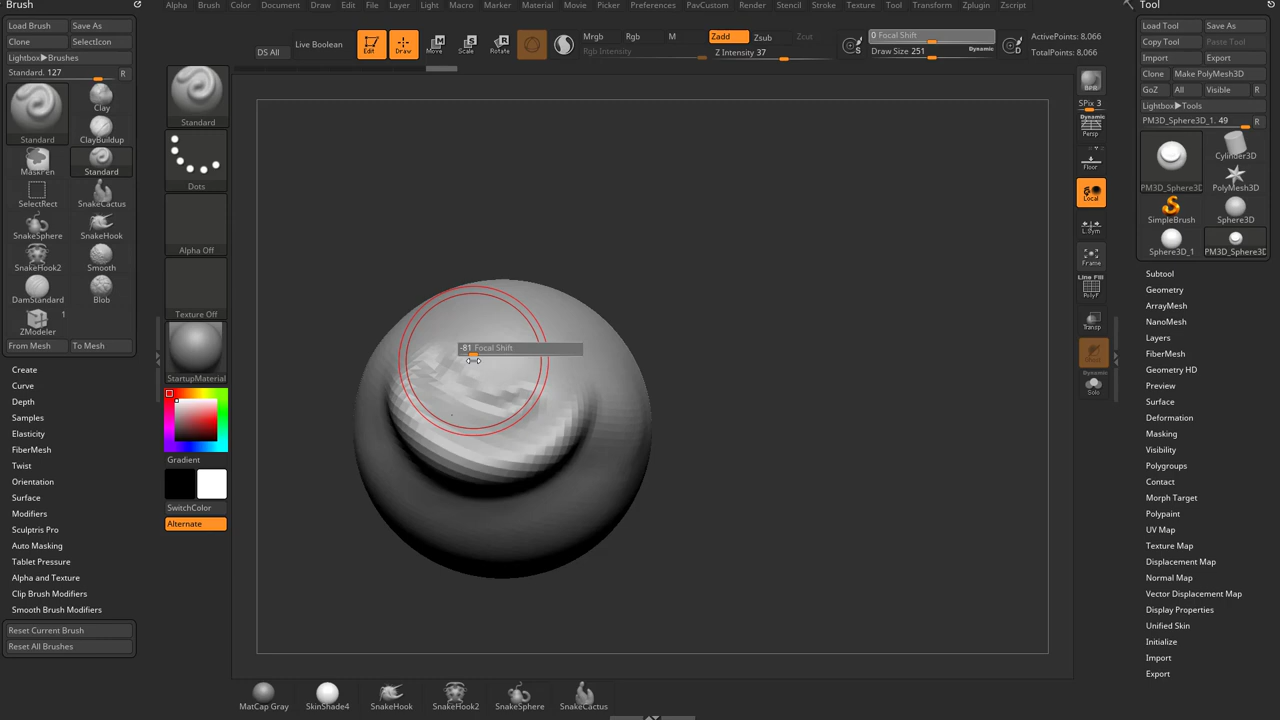 Brush
Alpha Brush Color Document Draw Edit File Layer Light Macro Marker Material Movie Picker Preferences PavCustom Render Stencil Stroke Texture Tool Transform Zplugin Zscript
Tool
Load Brush Save As
Clone SelectIcon
Lightbox▶Brushes
Standard. 127 R
Standard
Clay
ClayBuildup
MaskPen Standard
SelectRect SnakeCactus
SnakeSphere SnakeHook
SnakeHook2 Smooth
DamStandard Blob
1
ZModeler
From Mesh To Mesh
Create
Curve
Depth
Samples
Elasticity
FiberMesh
Twist
Orientation
Surface
Modifiers
Sculptris Pro
Auto Masking
Tablet Pressure
Alpha and Texture
Clip Brush Modifiers
Smooth Brush Modifiers
Reset Current Brush
Reset All Brushes
DS All
Live Boolean
Edit Draw Move Scale Rotate
Mrgb Rgb M
Rgb Intensity
Zadd Zsub Zcut
Z Intensity 37
S
0 Focal Shift
Draw Size 251 Dynamic
D
ActivePoints: 8,066
TotalPoints: 8,066
Standard
Dots
Alpha Off
Texture Off
StartupMaterial
Gradient
SwitchColor
Alternate
-81 Focal Shift
BPR
SPix 3
Dynamic
Persp
Floor
Local
L.Sym
Frame
Line Fill
PolyF
Transp
Dynamic
Solo
Load Tool Save As
Copy Tool Paste Tool
Import Export
Clone Make PolyMesh3D
GoZ All Visible R
Lightbox▶Tools
PM3D_Sphere3D_1. 49 R
PM3D_Sphere3D
Cylinder3D
PolyMesh3D
SimpleBrush Sphere3D
Sphere3D_1 PM3D_Sphere3D
Subtool
Geometry
ArrayMesh
NanoMesh
Layers
FiberMesh
Geometry HD
Preview
Surface
Deformation
Masking
Visibility
Polygroups
Contact
Morph Target
Polypaint
UV Map
Texture Map
Displacement Map
Normal Map
Vector Displacement Map
Display Properties
Unified Skin
Initialize
Import
Export
MatCap Gray SkinShade4 SnakeHook SnakeHook2 SnakeSphere SnakeCactus